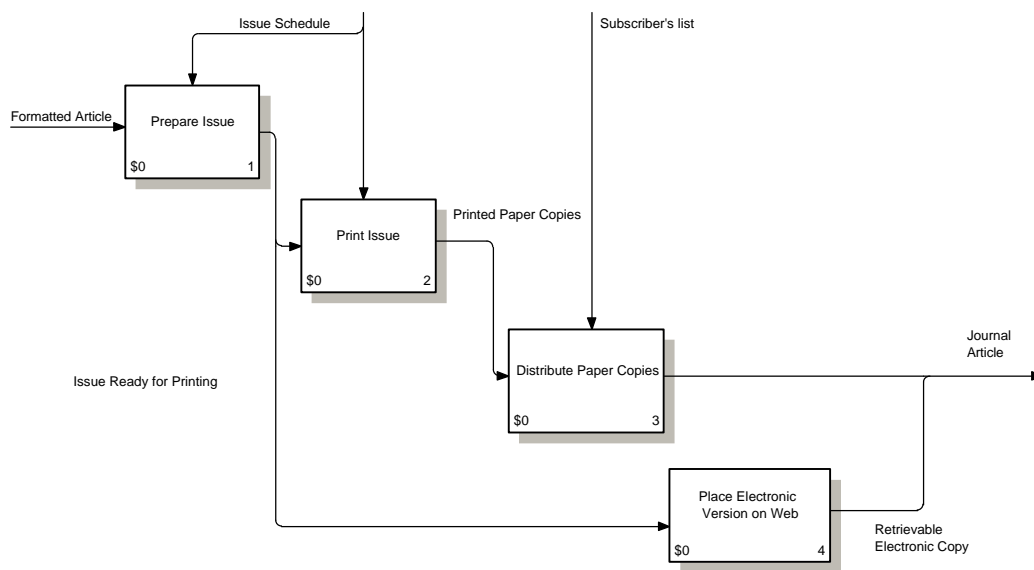 Issue Schedule
Subscriber's list
Formatted Article
Prepare Issue
$0 1
Printed Paper Copies
Print Issue
$0 2
Journal
Article
Issue Ready for Printing
Distribute Paper Copies
$0 3
Place Electronic
Version on Web
$0 4
Retrievable
Electronic Copy